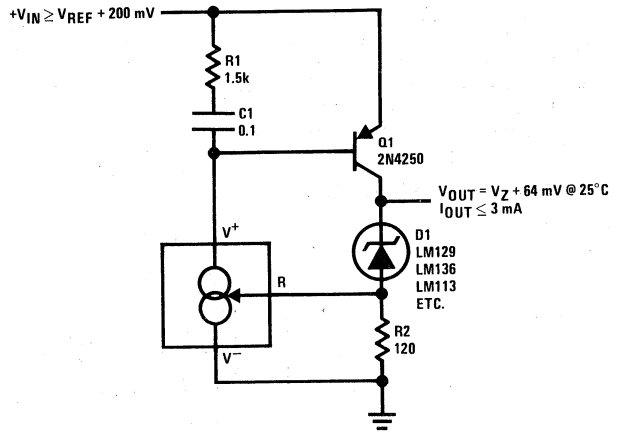 +VIN ≥ VREF + 200 mV
R1
1.5k
C1
0.1
Q1
2N4250
VOUT = VZ + 64 mV @ 25°C
IOUT ≤ 3 mA
D1
LM129
LM136
LM113
ETC.
V+
R
V−
R2
120